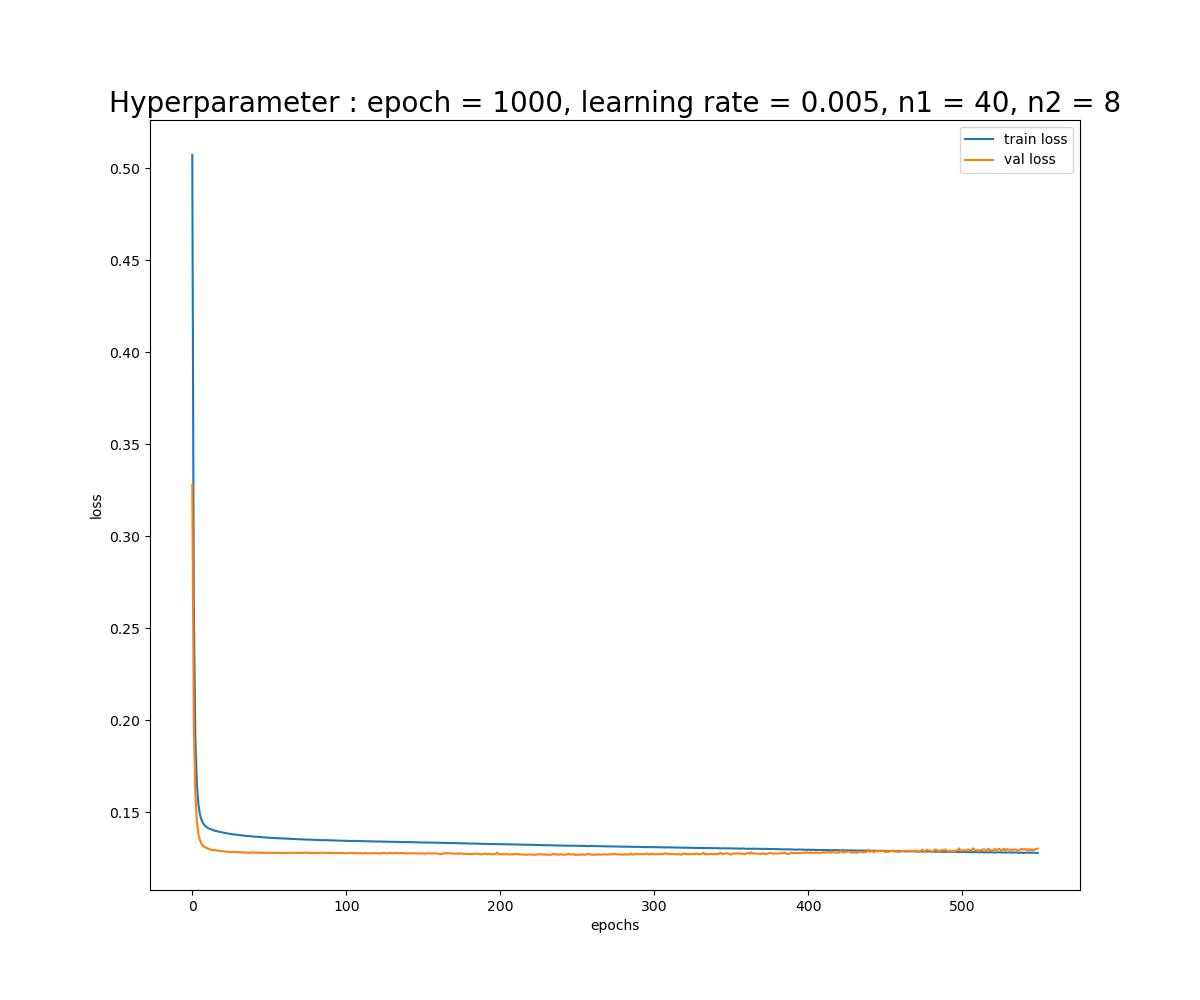 Hyperparameter : epoch = 1000, learning rate = 0.005, n1 = 40, n2 = 8
train loss
val loss
0.50
0.45
0.40
0.35
0.30
0.25
0.20
0.15
loss
0 100 200 300 400 500
epochs